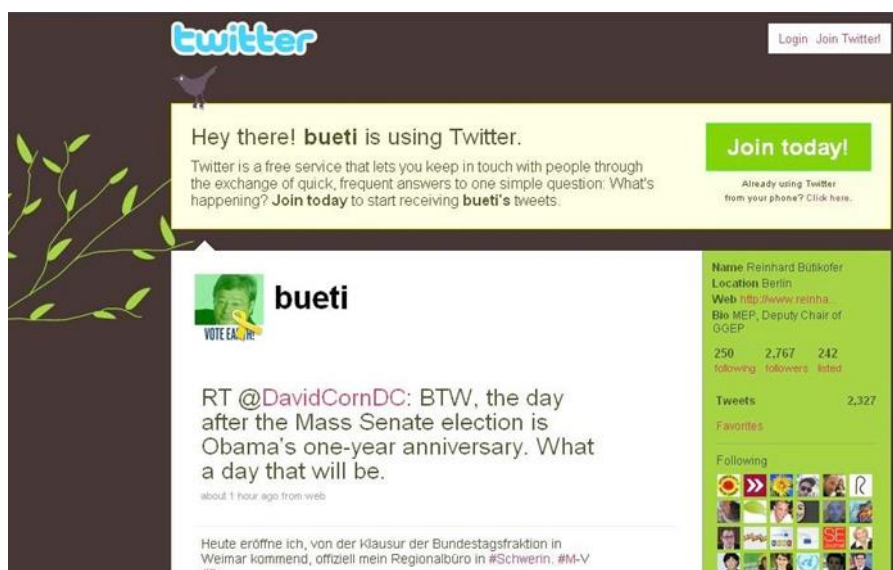 twitter
Login Join Twitter!
Hey there! bueti is using Twitter.
Twitter is a free service that lets you keep in touch with people through
the exchange of quick, frequent answers to one simple question: What's
happening? Join today to start receiving bueti's tweets.
Join today!
Already using Twitter
from your phone? Click here.
bueti
VOTE EARTH!
RT @DavidCornDC: BTW, the day
after the Mass Senate election is
Obama's one-year anniversary. What
a day that will be.
about 1 hour ago from web
Heute eröffne ich, von der Klausur der Bundestagsfraktion in
Weimar kommend, offiziell mein Regionalbüro in #Schwerin. #M-V
Name Reinhard Bütikofer
Location Berlin
Web http://www.reinha...
Bio MEP, Deputy Chair of
GGEP
250 2,767 242
following followers listed
Tweets 2,327
Favorites
Following
R
SE